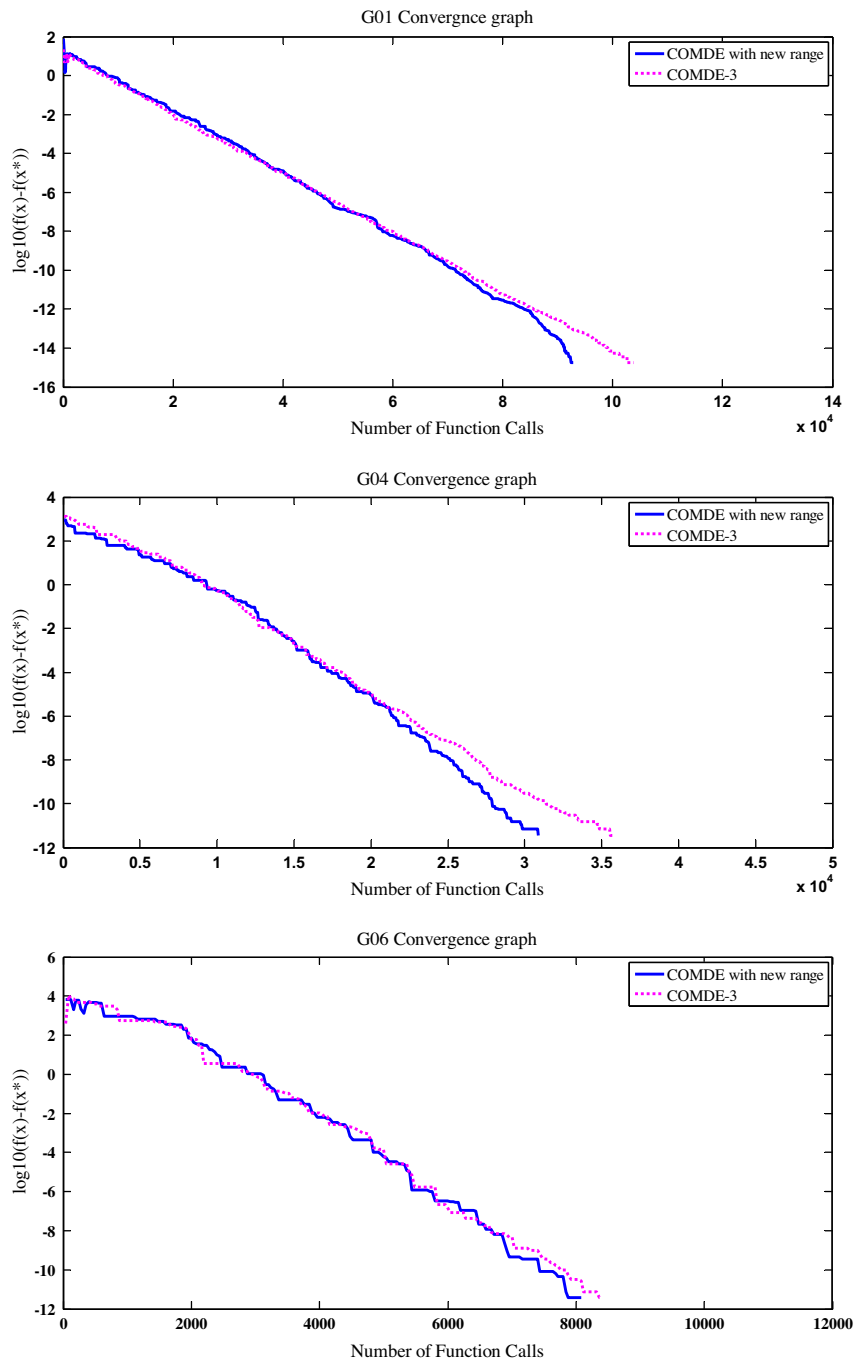 G01 Convergnce graph
2
0
-2
-4
-6
-8
-10
-12
-14
-16
log10(f(x)-f(x*))
COMDE with new range
COMDE-3
0 2 4 6 8 10 12 14
Number of Function Calls
x 10^4
G04 Convergence graph
4
2
0
-2
-4
-6
-8
-10
-12
log10(f(x)-f(x*))
COMDE with new range
COMDE-3
0 0.5 1 1.5 2 2.5 3 3.5 4 4.5 5
Number of Function Calls
x 10^4
G06 Convergence graph
6
4
2
0
-2
-4
-6
-8
-10
-12
log10(f(x)-f(x*))
COMDE with new range
COMDE-3
0 2000 4000 6000 8000 10000 12000
Number of Function Calls